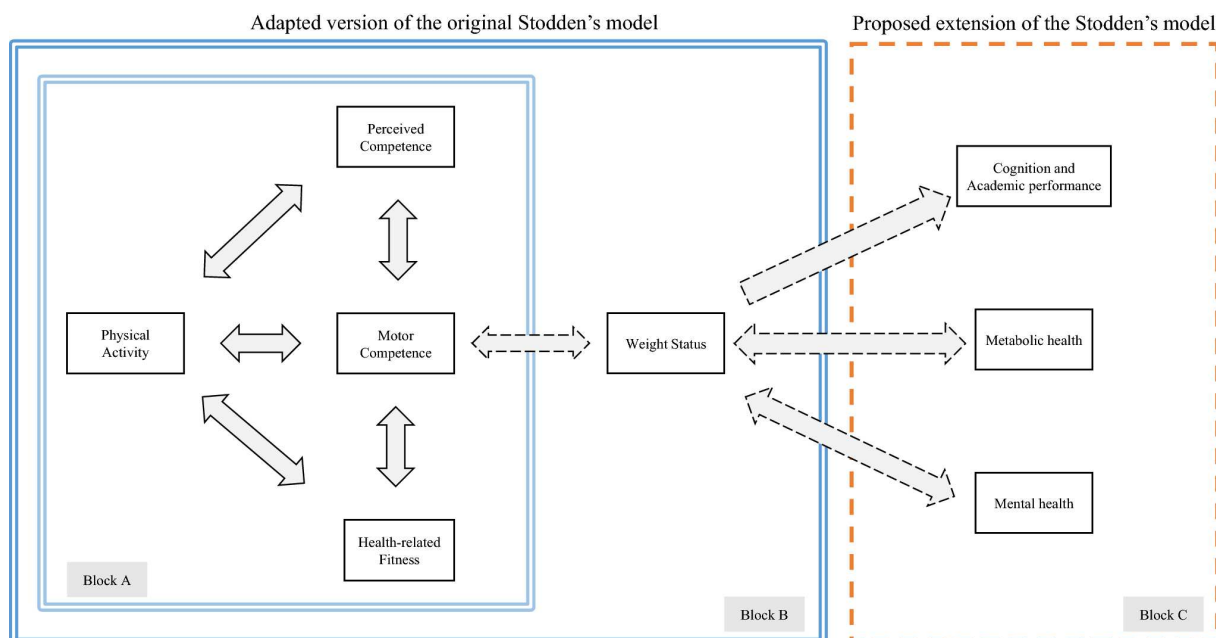 Adapted version of the original Stodden's model
Proposed extension of the Stodden's model
Perceived
Competence
Cognition and
Academic performance
Physical
Activity
Motor
Competence
Weight Status
Metabolic health
Mental health
Health-related
Fitness
Block A
Block B
Block C